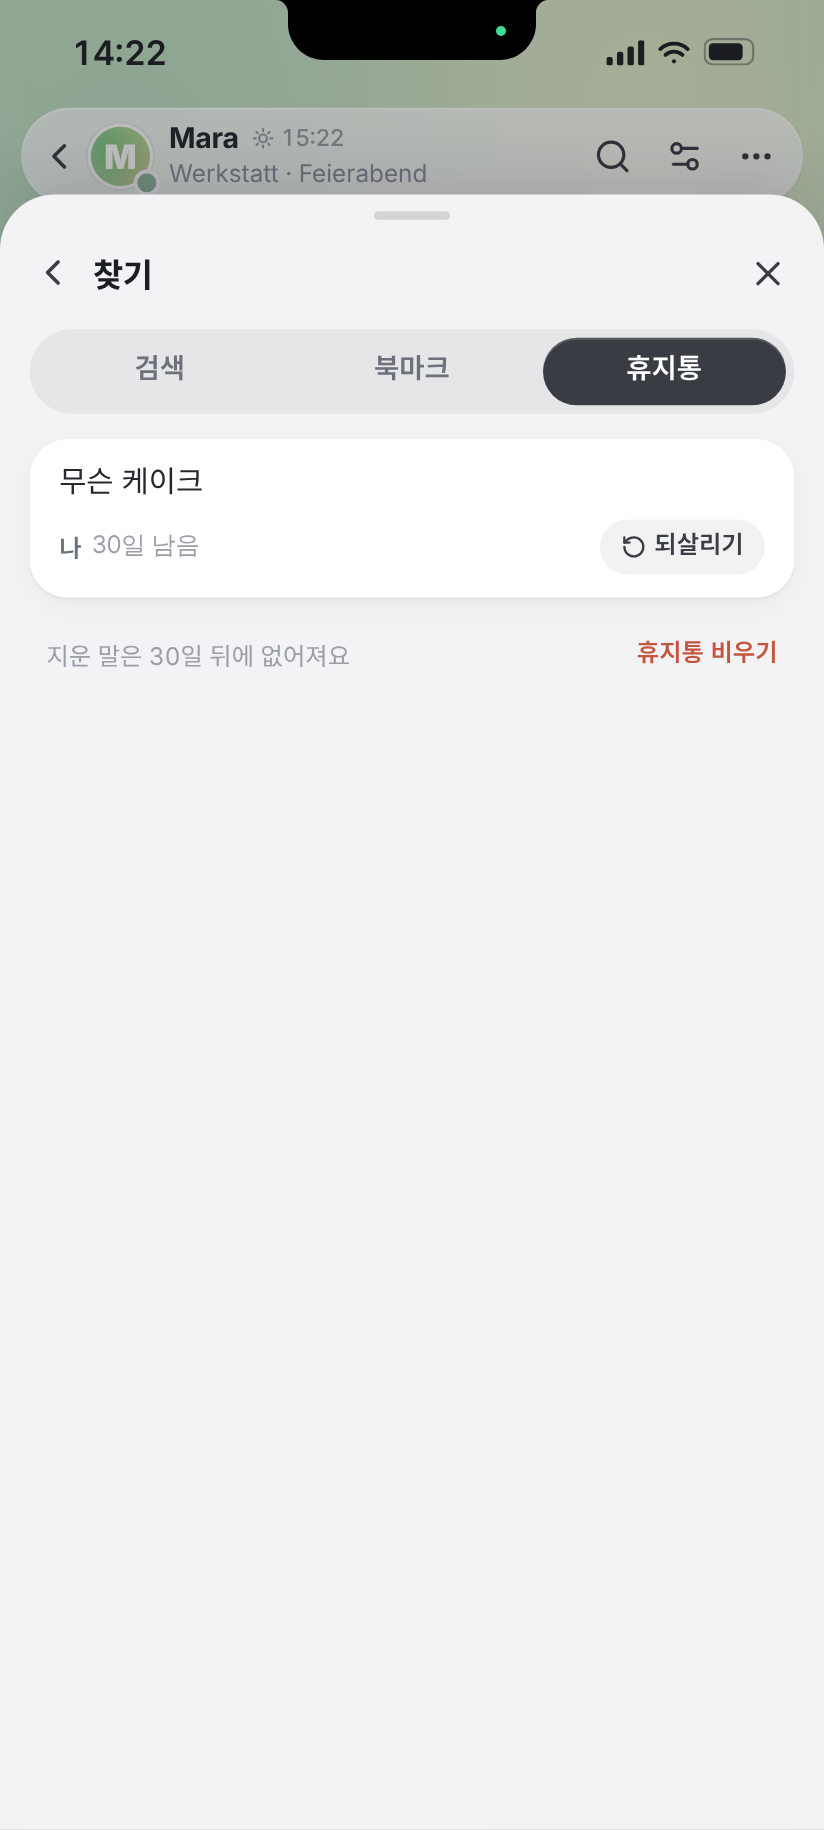 14:22
M
Mara 15:22
Werkstatt · Feierabend
찾기
검색 북마크 휴지통
무슨 케이크
나 30일 남음
되살리기
지운 말은 30일 뒤에 없어져요
휴지통 비우기